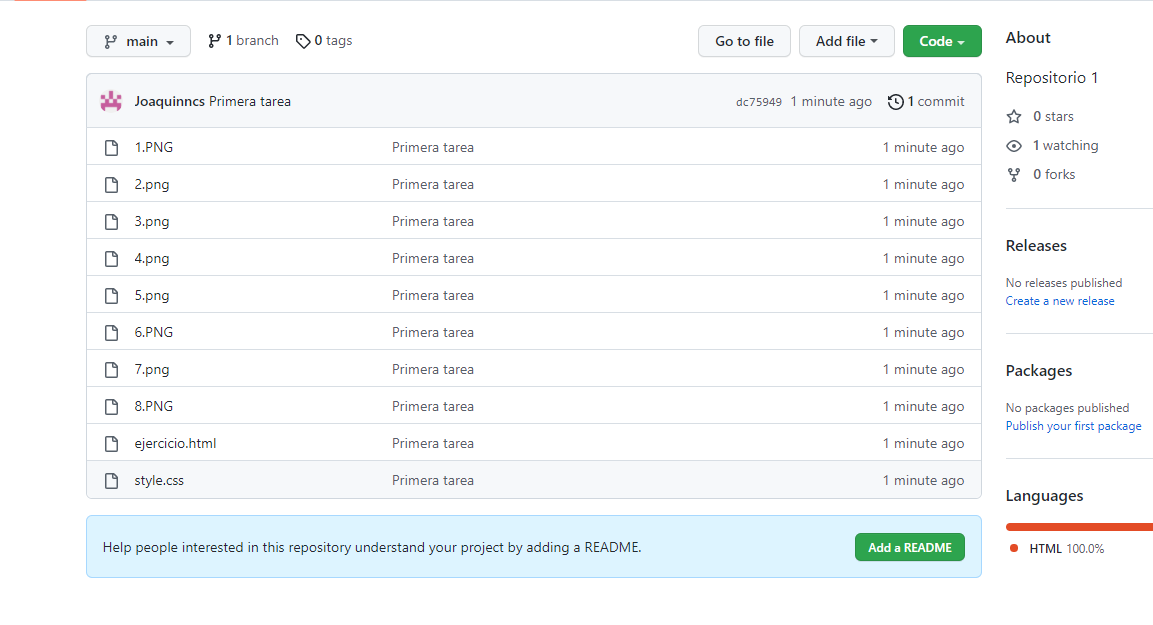 main
1 branch
0 tags
Go to file
Add file
Code
Joaquinncs Primera tarea
dc75949 1 minute ago
1 commit
1.PNG Primera tarea 1 minute ago
2.png Primera tarea 1 minute ago
3.png Primera tarea 1 minute ago
4.png Primera tarea 1 minute ago
5.png Primera tarea 1 minute ago
6.PNG Primera tarea 1 minute ago
7.png Primera tarea 1 minute ago
8.PNG Primera tarea 1 minute ago
ejercicio.html Primera tarea 1 minute ago
style.css Primera tarea 1 minute ago
Help people interested in this repository understand your project by adding a README.
Add a README
About
Repositorio 1
0 stars
1 watching
0 forks
Releases
No releases published
Create a new release
Packages
No packages published
Publish your first package
Languages
HTML 100.0%